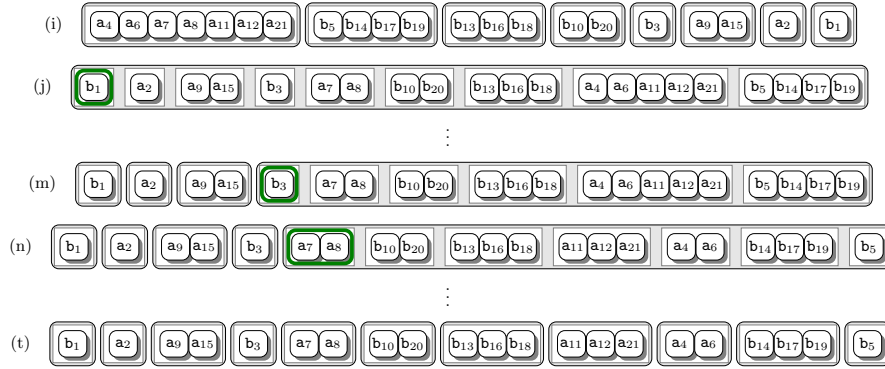 (i) a4 a6 a7 a8 a11 a12 a21 b5 b14 b17 b19 b13 b16 b18 b10 b20 b3 a9 a15 a2 b1
(j) b1 a2 a9 a15 b3 a7 a8 b10 b20 b13 b16 b18 a4 a6 a11 a12 a21 b5 b14 b17 b19
⋮
(m) b1 a2 a9 a15 b3 a7 a8 b10 b20 b13 b16 b18 a4 a6 a11 a12 a21 b5 b14 b17 b19
(n) b1 a2 a9 a15 b3 a7 a8 b10 b20 b13 b16 b18 a11 a12 a21 a4 a6 b14 b17 b19 b5
⋮
(t) b1 a2 a9 a15 b3 a7 a8 b10 b20 b13 b16 b18 a11 a12 a21 a4 a6 b14 b17 b19 b5